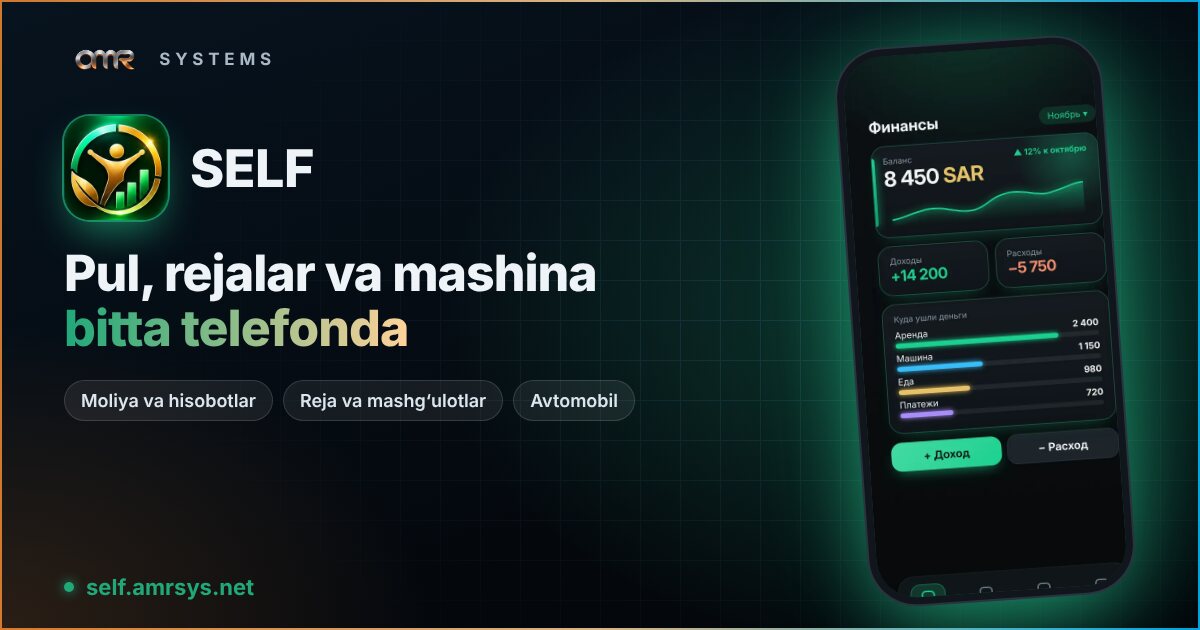 OMR SYSTEMS
SELF
Pul, rejalar va mashina
bitta telefonda
Moliya va hisobotlar
Reja va mashg‘ulotlar
Avtomobil
self.amrsys.net
Финансы
Ноябрь ▾
Баланс
▲ 12% к октябрю
8 450 SAR
Доходы
+14 200
Расходы
−5 750
Куда ушли деньги
Аренда 2 400
Машина 1 150
Еда 980
Платежи 720
+ Доход
− Расход